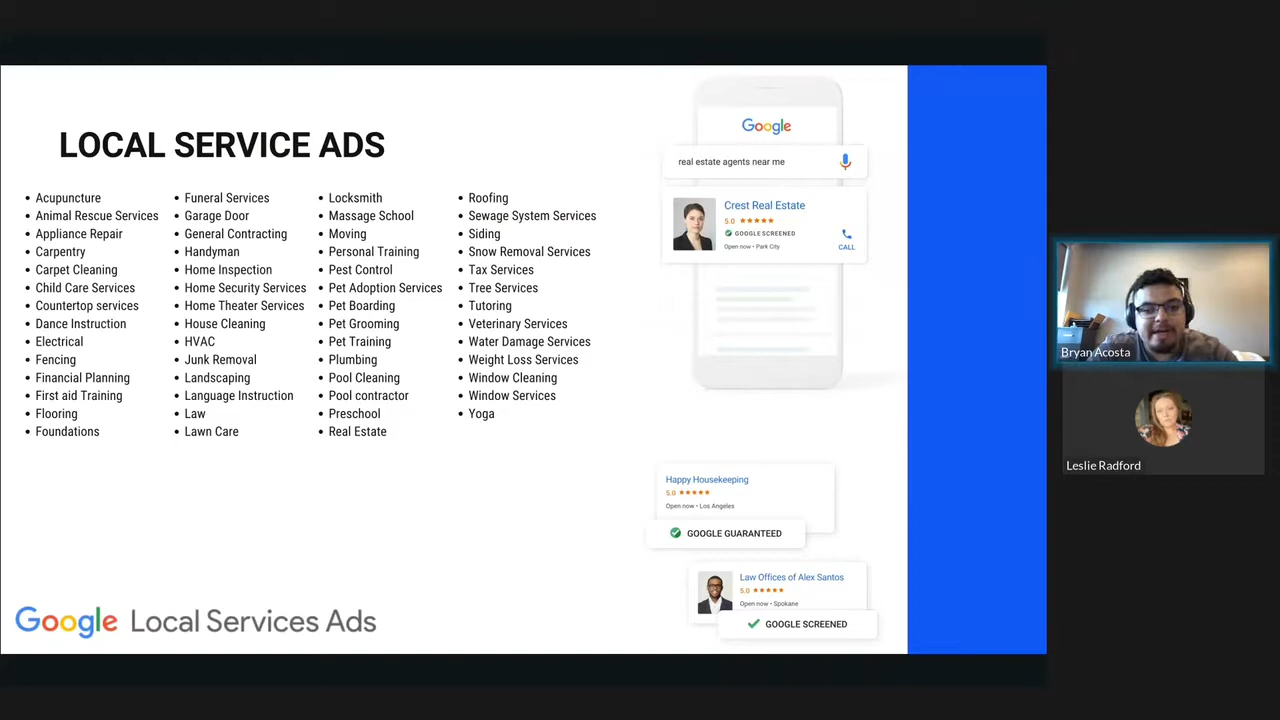 LOCAL SERVICE ADS
Acupuncture
Animal Rescue Services
Appliance Repair
Carpentry
Carpet Cleaning
Child Care Services
Countertop services
Dance Instruction
Electrical
Fencing
Financial Planning
First aid Training
Flooring
Foundations
Funeral Services
Garage Door
General Contracting
Handyman
Home Inspection
Home Security Services
Home Theater Services
House Cleaning
HVAC
Junk Removal
Landscaping
Language Instruction
Law
Lawn Care
Locksmith
Massage School
Moving
Personal Training
Pest Control
Pet Adoption Services
Pet Boarding
Pet Grooming
Pet Training
Plumbing
Pool Cleaning
Pool contractor
Preschool
Real Estate
Roofing
Sewage System Services
Siding
Snow Removal Services
Tax Services
Tree Services
Tutoring
Veterinary Services
Water Damage Services
Weight Loss Services
Window Cleaning
Window Services
Yoga
Google
real estate agents near me
Crest Real Estate
5.0
GOOGLE SCREENED
Open now • Park City
CALL
Happy Housekeeping
5.0
Open now • Los Angeles
GOOGLE GUARANTEED
Law Offices of Alex Santos
5.0
Open now • Spokane
GOOGLE SCREENED
Google Local Services Ads
Bryan Acosta
Leslie Radford